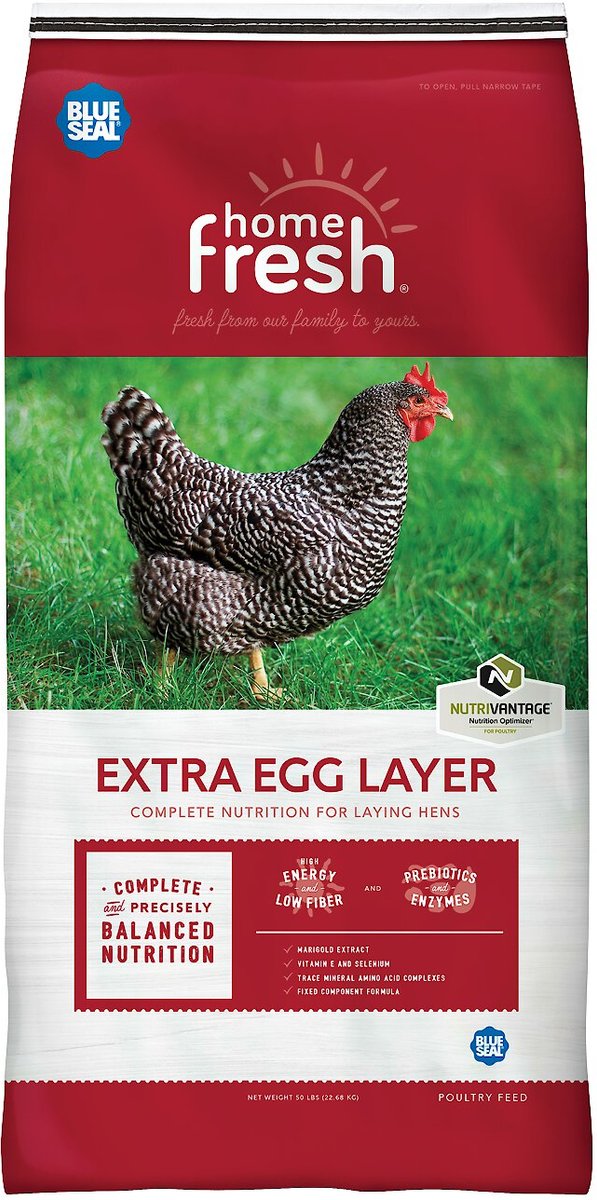 TO OPEN, PULL NARROW TAPE
BLUE
SEAL®
home
fresh®
fresh from our family to yours.
NUTRIVANTAGE®
Nutrition Optimizer™
FOR POULTRY
EXTRA EGG LAYER
COMPLETE NUTRITION FOR LAYING HENS
· COMPLETE ·
and PRECISELY
BALANCED
NUTRITION
HIGH
ENERGY
and
LOW FIBER
AND
PREBIOTICS
and
ENZYMES
✓ MARIGOLD EXTRACT
✓ VITAMIN E AND SELENIUM
✓ TRACE MINERAL AMINO ACID COMPLEXES
✓ FIXED COMPONENT FORMULA
BLUE
SEAL®
NET WEIGHT 50 LBS (22.68 KG)
POULTRY FEED